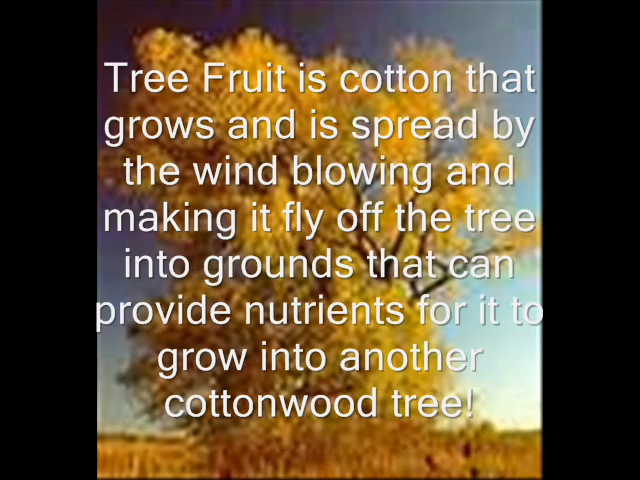 Tree Fruit is cotton that
grows and is spread by
the wind blowing and
making it fly off the tree
into grounds that can
provide nutrients for it to
grow into another
cottonwood tree!